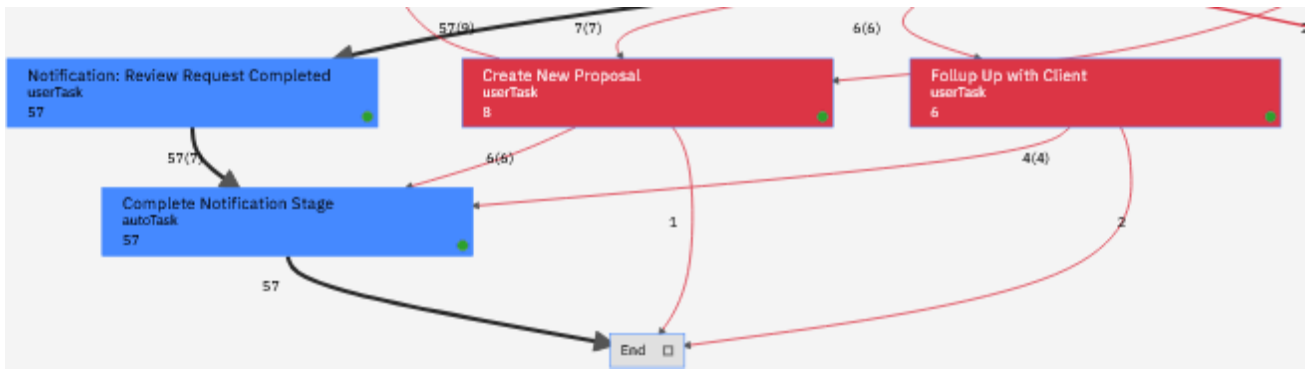 57(9)
7(7)
6(6)
Notification: Review Request Completed
userTask
57
Create New Proposal
userTask
8
Follup Up with Client
userTask
6
57(7)
6(6)
4(4)
Complete Notification Stage
autoTask
57
1
2
57
End